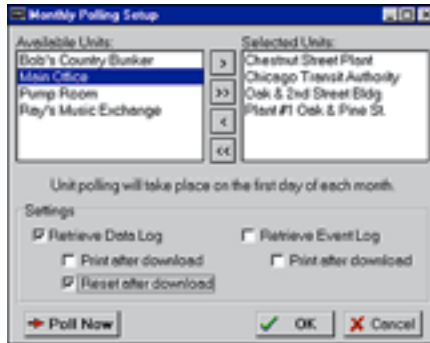 Monthly Polling Setup
Available Units:
Bob's Country Bunker
Main Office
Pump Room
Ray's Music Exchange
>
>>
<
<<
Selected Units:
Chestnut Street Plant
Chicago Transit Authority
Oak & 2nd Street Bldg
Plant #1 Oak & Pine St.
Unit polling will take place on the first day of each month.
Settings
Retrieve Data Log
Print after download
Reset after download
Retrieve Event Log
Print after download
Poll Now
OK
Cancel